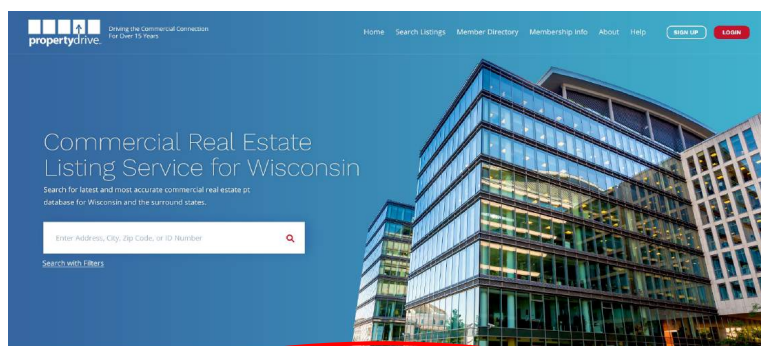 propertydrive.
Driving the Commercial Connection
For Over 15 Years
Home Search Listings Member Directory Membership Info About Help SIGN UP LOGIN
Commercial Real Estate
Listing Service for Wisconsin
Search for latest and most accurate commercial real estate pt
database for Wisconsin and the surround states.
Enter Address, City, Zip Code, or ID Number
Search with Filters